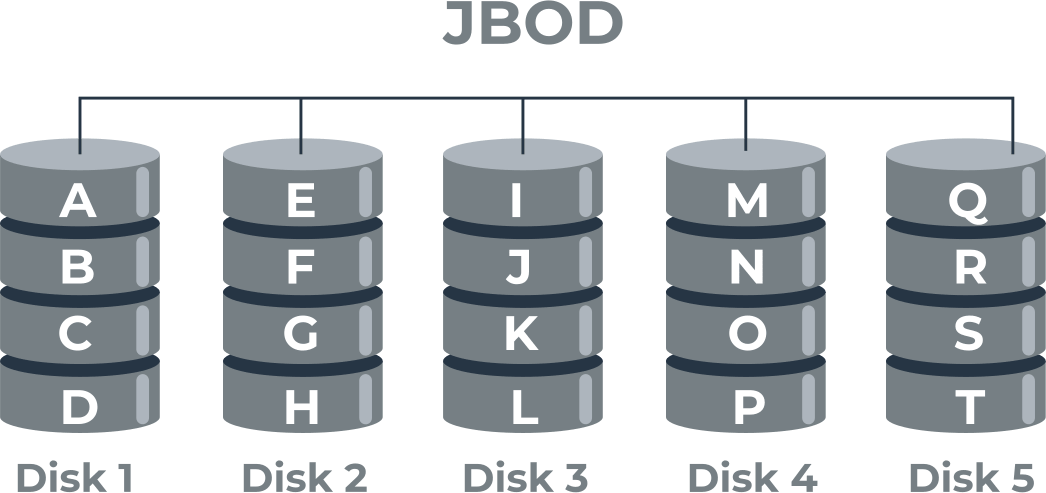 JBOD
A E I M Q
B F J N R
C G K O S
D H L P T
Disk 1 Disk 2 Disk 3 Disk 4 Disk 5